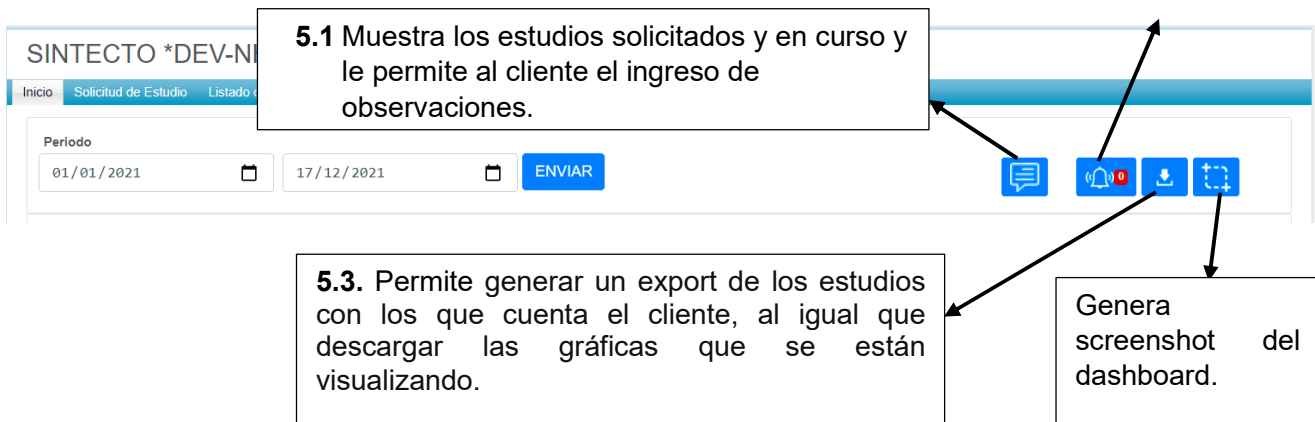 5.1 Muestra los estudios solicitados y en curso y
le permite al cliente el ingreso de
observaciones.
SINTECTO *DEV-
Inicio Solicitud de Estudio Listado
Periodo
01/01/2021 17/12/2021 ENVIAR
0
5.3. Permite generar un export de los estudios
con los que cuenta el cliente, al igual que
descargar las gráficas que se están
visualizando.
Genera
screenshot del
dashboard.